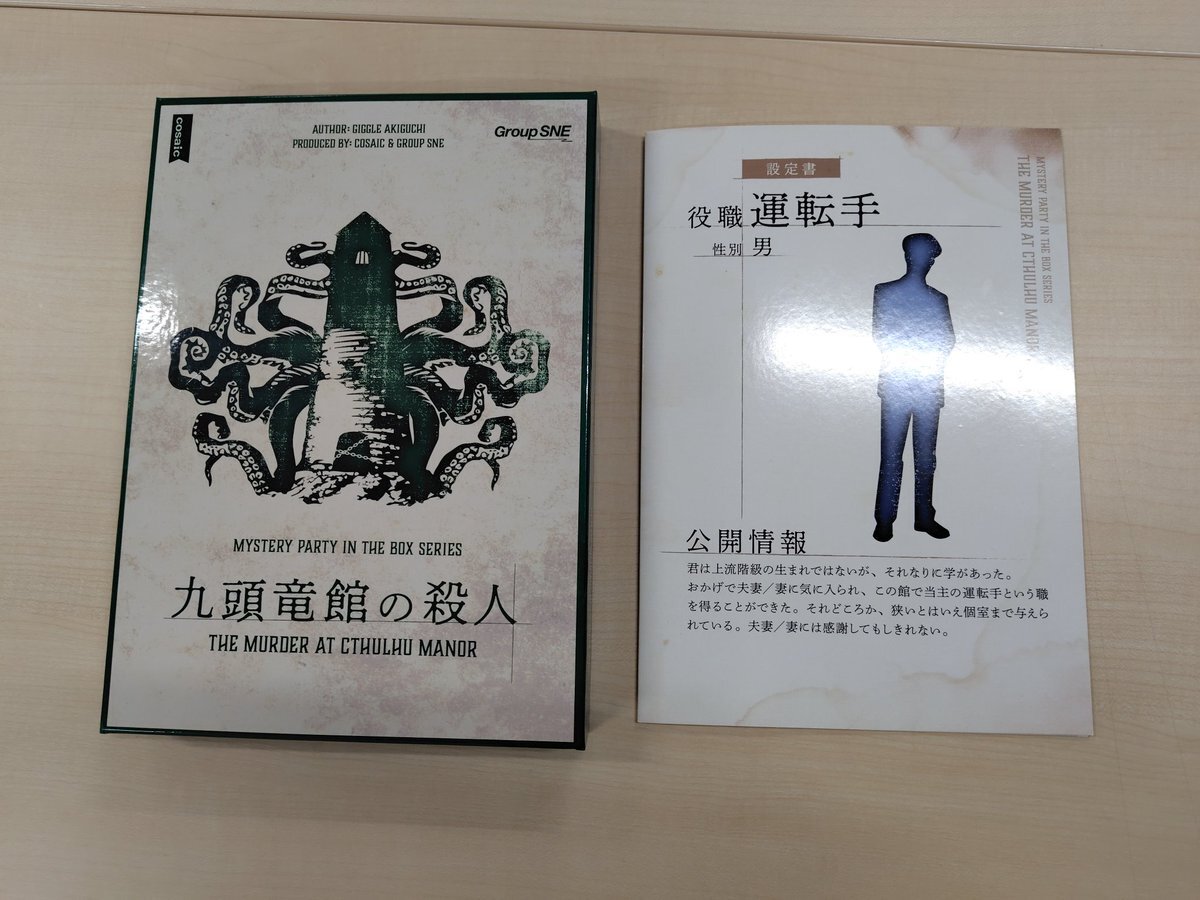 cosaic
AUTHOR: GIGGLE AKIGUCHI
PRODUCED BY: COSAIC & GROUP SNE
Group SNE
MYSTERY PARTY IN THE BOX SERIES
九頭竜館の殺人
THE MURDER AT CTHULHU MANOR
設定書
役職 運転手
性別 男
MYSTERY PARTY IN THE BOX SERIES
THE MURDER AT CTHULHU MANOR
公開情報
君は上流階級の生まれではないが、それなりに学があった。
おかげで夫妻／妻に気に入られ、この館で当主の運転手という職
を得ることができた。それどころか、狭いとはいえ個室まで与えら
れている。夫妻／妻には感謝してもしきれない。